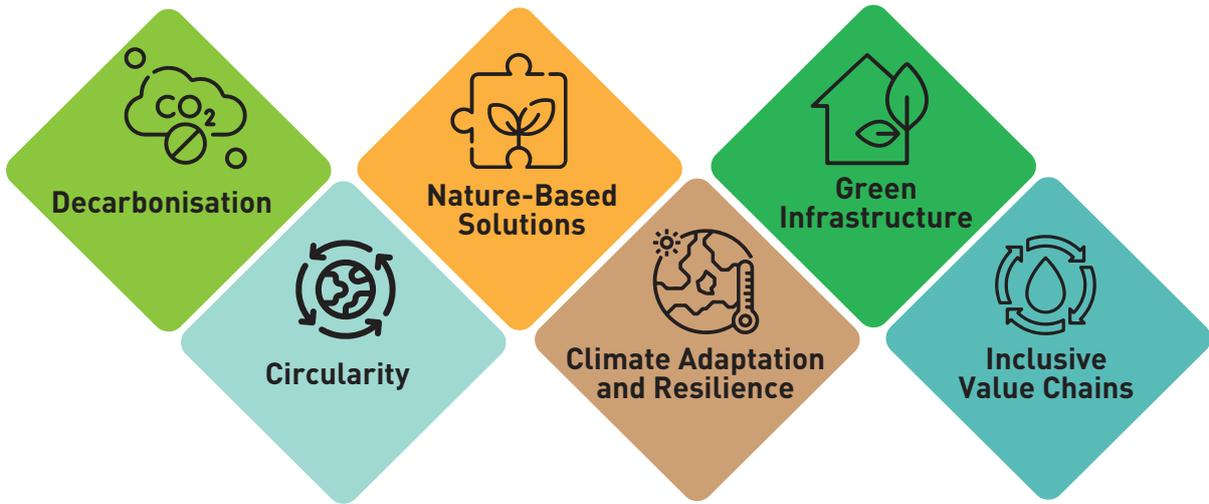 CO2
Decarbonisation
Nature-Based
Solutions
Green
Infrastructure
Circularity
Climate Adaptation
and Resilience
Inclusive
Value Chains